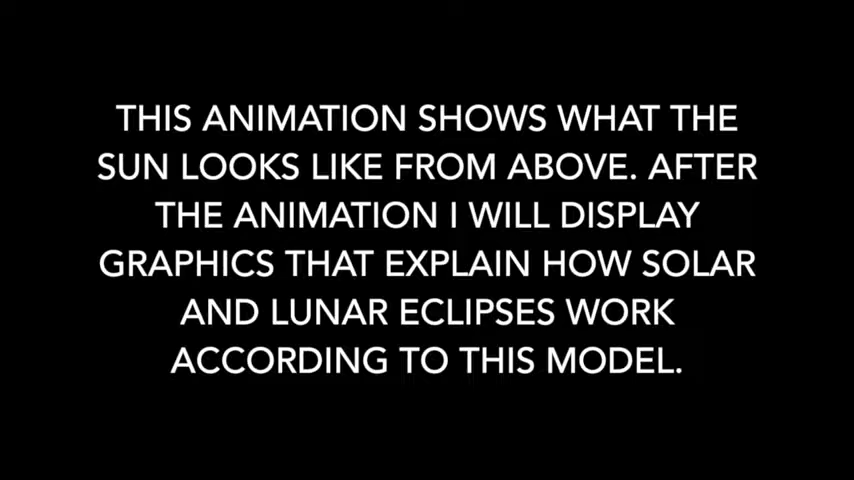 THIS ANIMATION SHOWS WHAT THE
SUN LOOKS LIKE FROM ABOVE. AFTER
THE ANIMATION I WILL DISPLAY
GRAPHICS THAT EXPLAIN HOW SOLAR
AND LUNAR ECLIPSES WORK
ACCORDING TO THIS MODEL.